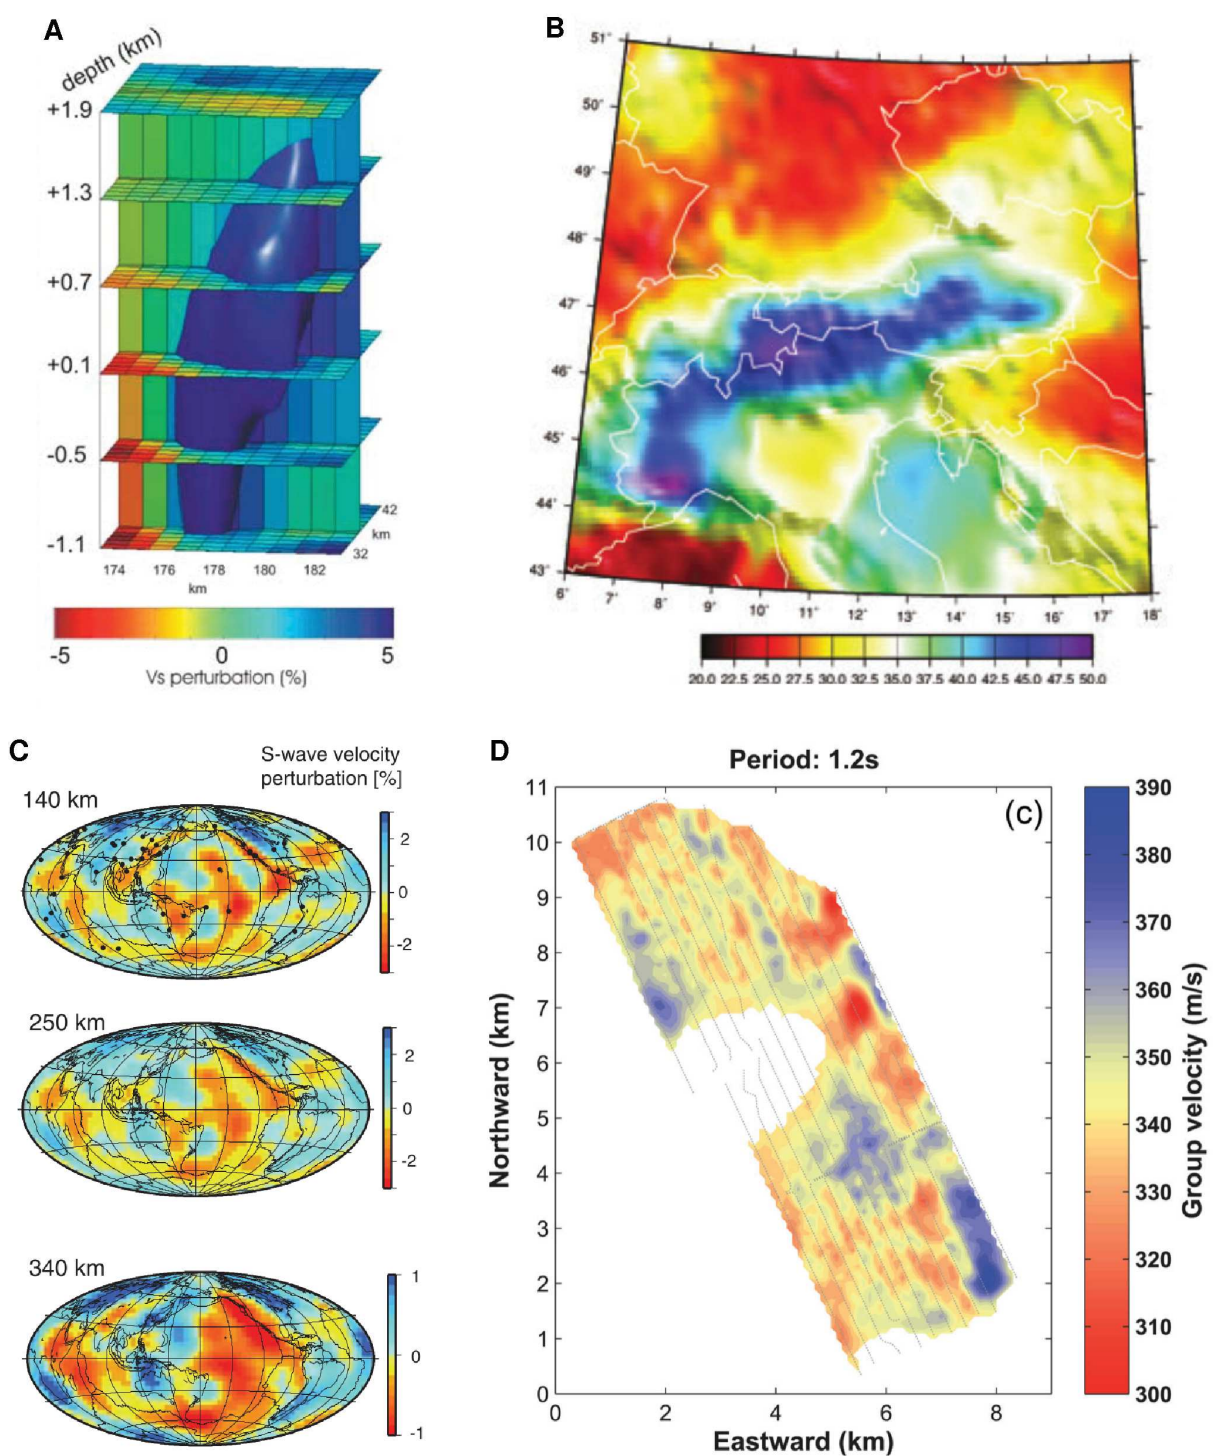 A
depth (km)
+1.9
+1.3
+0.7
+0.1
-0.5
-1.1
42
km
32
174 176 178 180 182
km
-5 0 5
Vs perturbation (%)
B
51°
50°
49°
48°
47°
46°
45°
44°
43°
6° 7° 8° 9° 10° 11° 12° 13° 14° 15° 16° 17° 18°
20.0 22.5 25.0 27.5 30.0 32.5 35.0 37.5 40.0 42.5 45.0 47.5 50.0
C
S-wave velocity
perturbation [%]
140 km
2
0
-2
250 km
2
0
-2
340 km
1
0
-1
D
Period: 1.2s
(c)
11
10
9
8
7
6
5
4
3
2
1
0
Northward (km)
0 2 4 6 8
Eastward (km)
390
380
370
360
350
340
330
320
310
300
Group velocity (m/s)